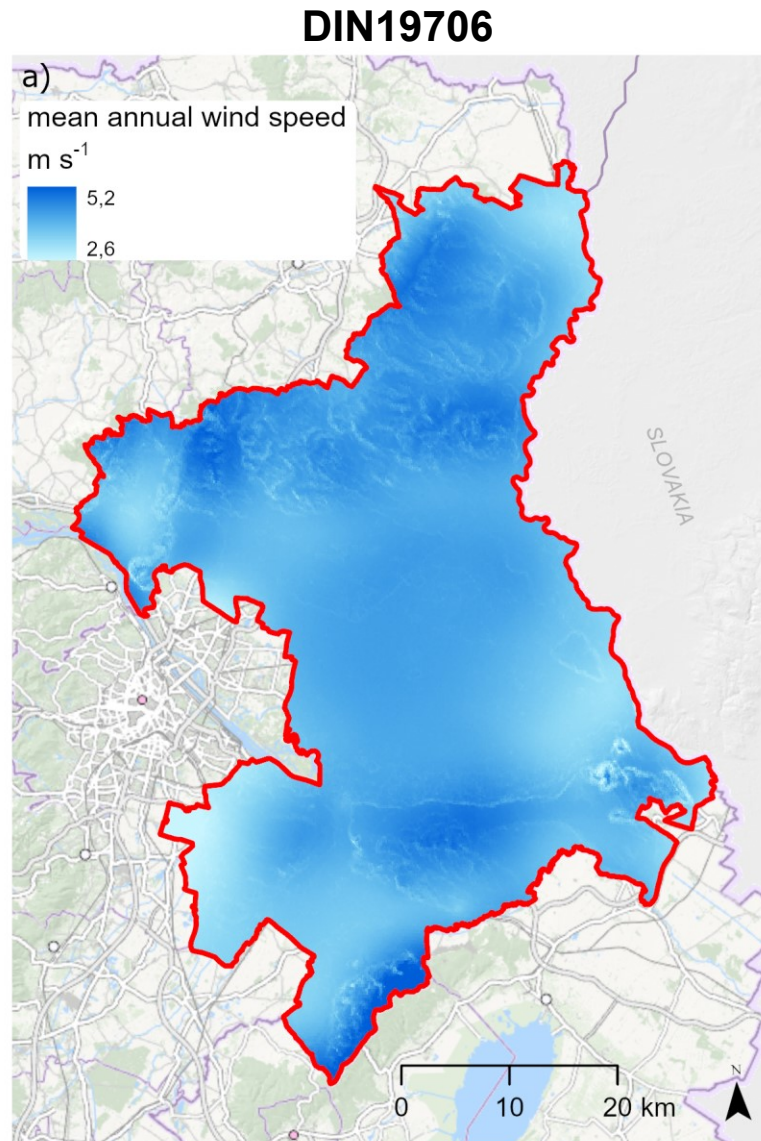 DIN19706
a)
mean annual wind speed
m s⁻¹
5,2
2,6
SLOVAKIA
N
0 10 20 km